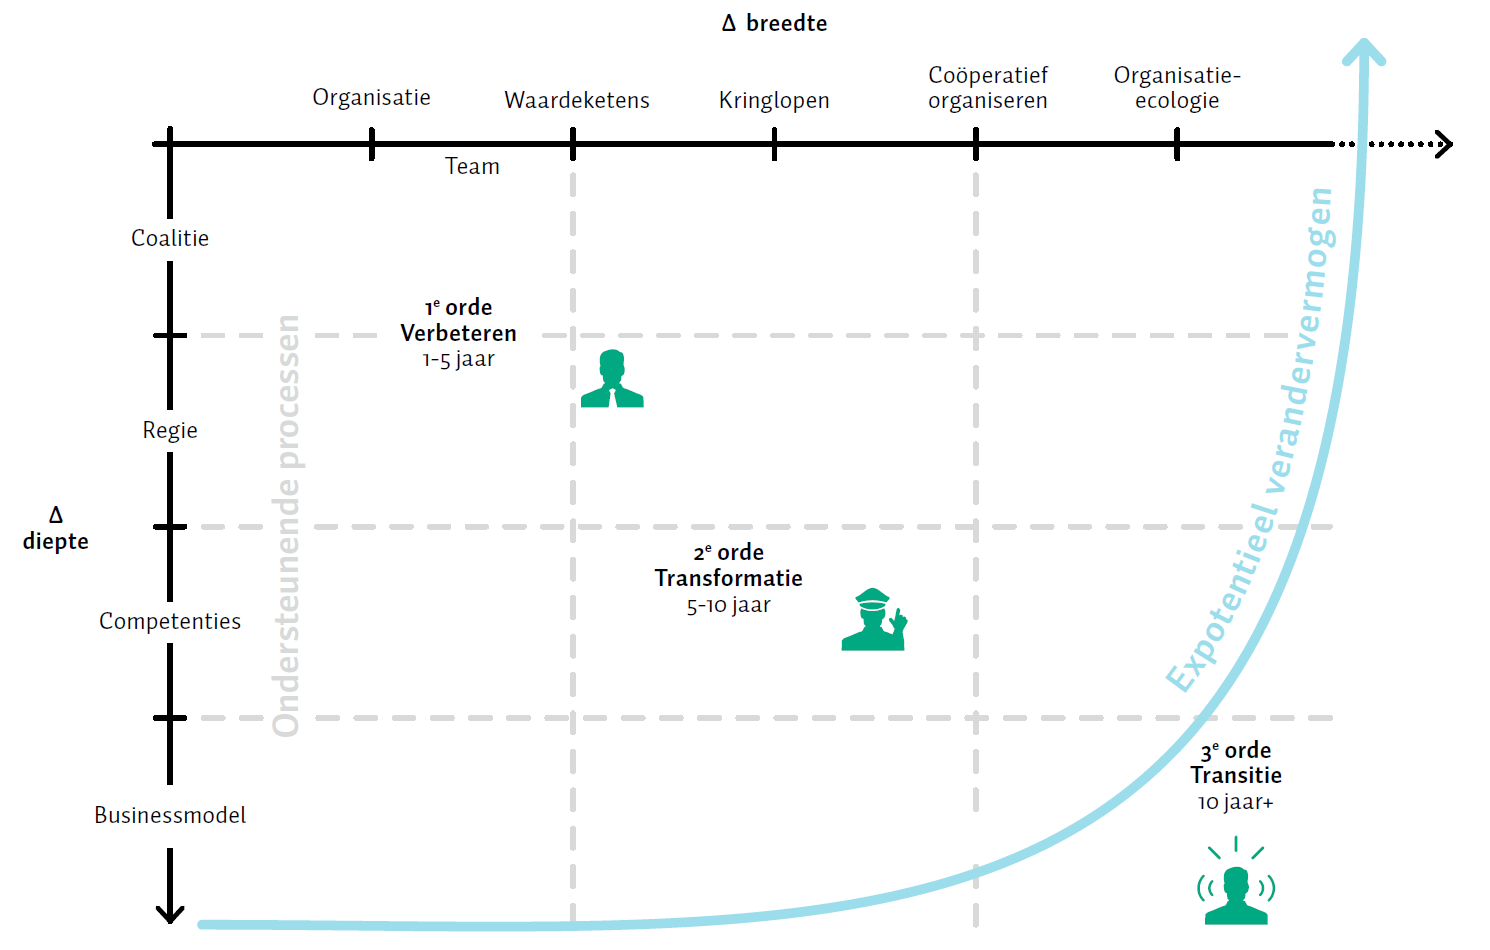 Δ breedte
Organisatie
Waardeketens
Kringlopen
Coöperatief
organiseren
Organisatie-
ecologie
Team
Coalitie
Regie
Δ
diepte
Competenties
Businessmodel
Ondersteunende processen
1e orde
Verbeteren
1-5 jaar
2e orde
Transformatie
5-10 jaar
3e orde
Transitie
10 jaar+
Expotentieel verandervermogen